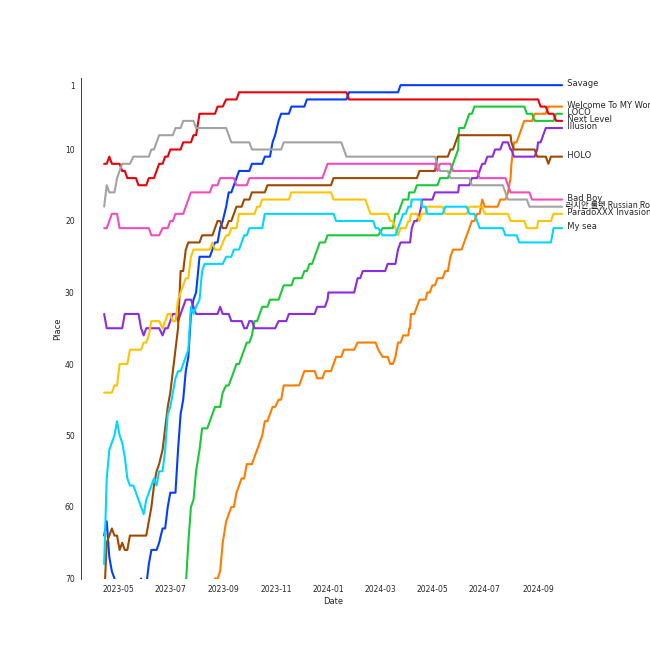 1
10
20
30
40
50
60
70
Place
2023-05
2023-07
2023-09
2023-11
2024-01
2024-03
2024-05
2024-07
2024-09
Date
Savage
Welcome To MY Wor
LOCO
Next Level
Illusion
HOLO
Bad Boy
Russian Ro
ParadoXXX Invasion
My sea